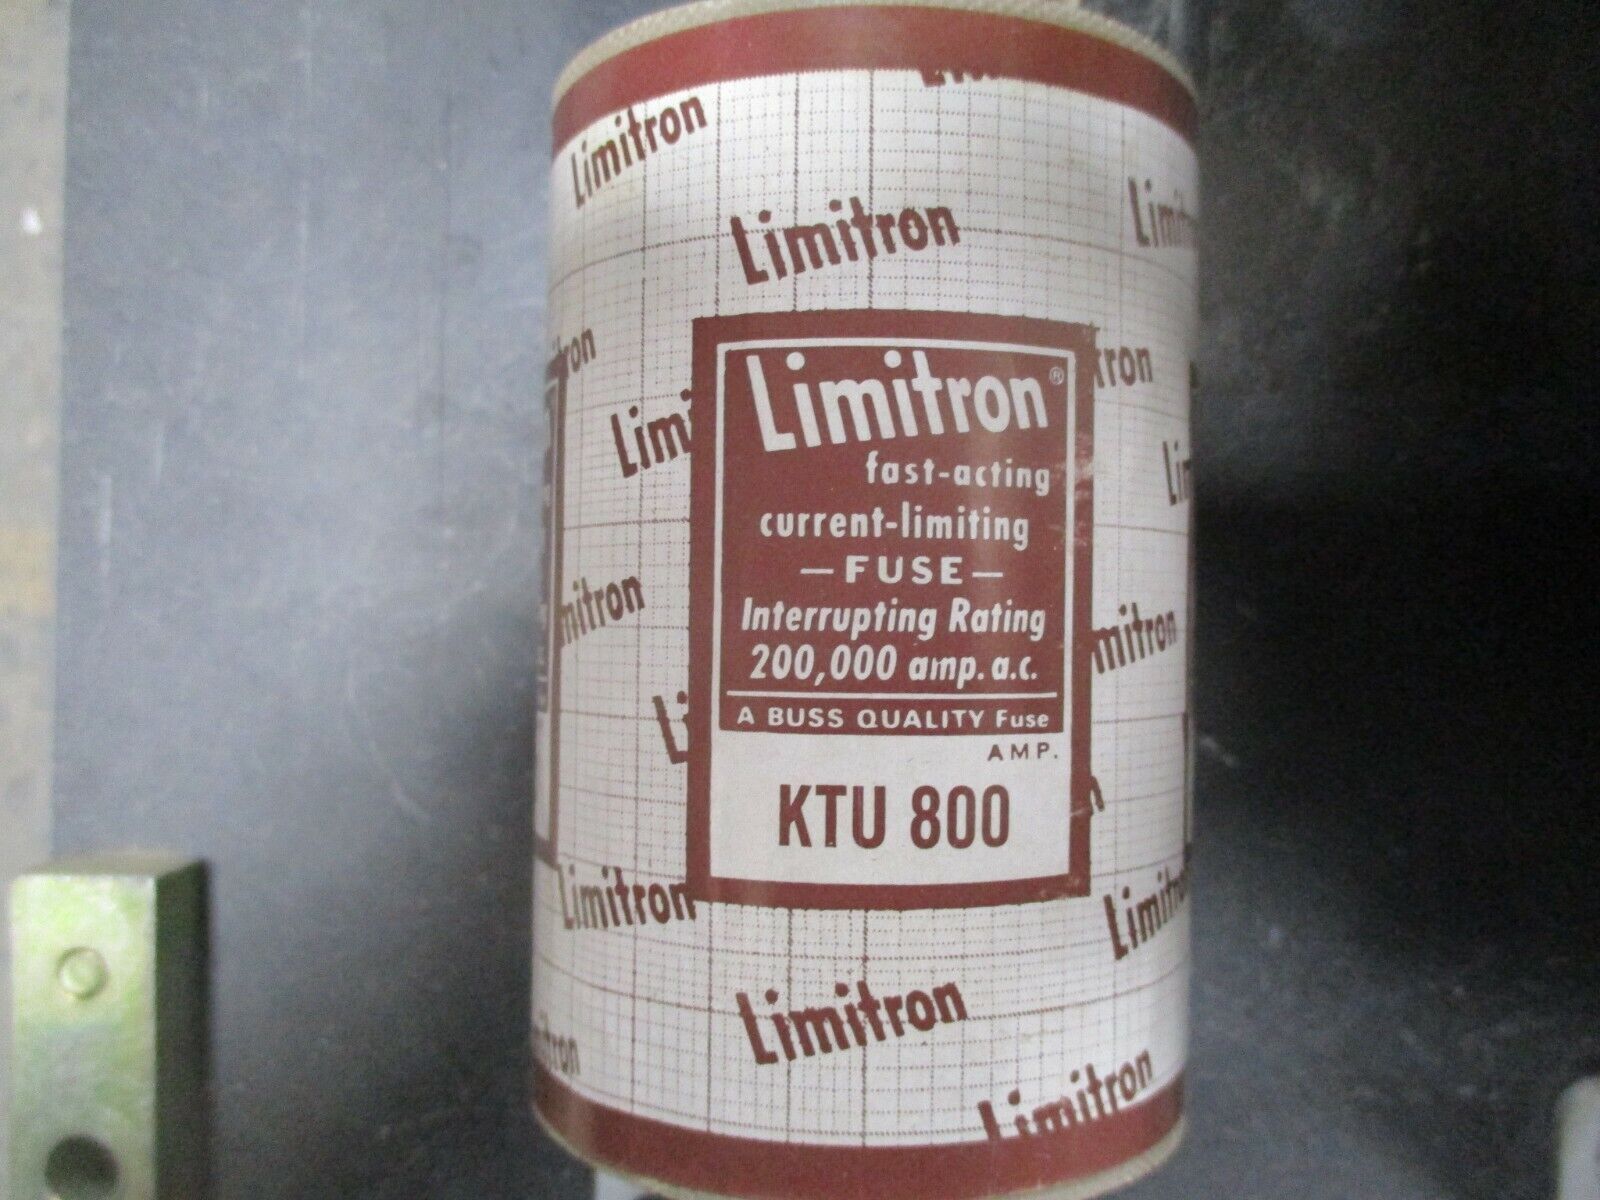 Limitron
Limitron
Limitron®
fast-acting
current-limiting
—FUSE—
Interrupting Rating
200,000 amp. a.c.
A BUSS QUALITY Fuse
AMP.
KTU 800
Limitron
Limitron
Limitron